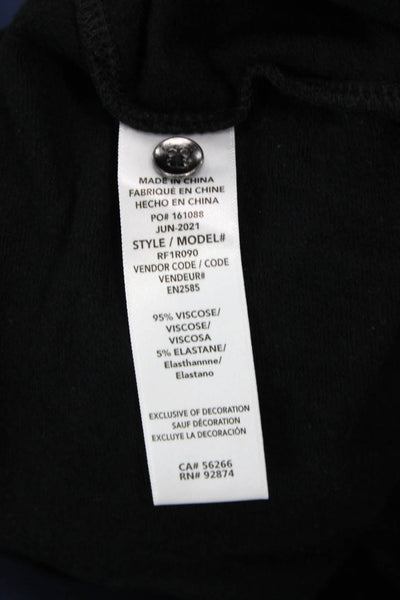 MADE IN CHINA
FABRIQUÉ EN CHINE
HECHO EN CHINA
PO# 161088
JUN-2021
STYLE / MODEL#
RF1R090
VENDOR CODE / CODE
VENDEUR#
EN2585
95% VISCOSE/
VISCOSE/
VISCOSA
5% ELASTANE/
Elasthannne/
Elastano
EXCLUSIVE OF DECORATION
SAUF DÉCORATION
EXCLUYE LA DECORACIÓN
CA# 56266
RN# 92874